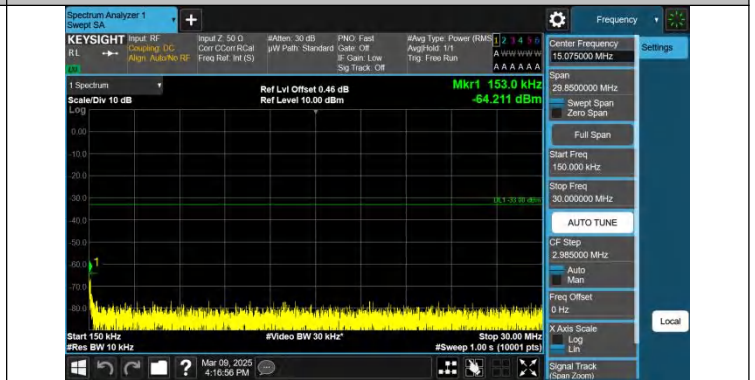 Spectrum Analyzer 1
Swept SA
+
Frequency
KEYSIGHT
RL
Input: RF
Coupling: DC
Align: Auto/No RF
Input Z: 50 Ω
Corr CCorr RCal
Freq Ref: Int (S)
#Atten: 30 dB
µW Path: Standard
PNO: Fast
Gate: Off
IF Gain: Low
Sig Track: Off
#Avg Type: Power (RMS
Avg|Hold: 1/1
Trig: Free Run
1 2 3 4 5 6
A W W W W W
A A A A A A
1 Spectrum
Scale/Div 10 dB
Log
Ref Lvl Offset 0.46 dB
Ref Level 10.00 dBm
Mkr1 153.0 kHz
-64.211 dBm
0.00
-10.0
-20.0
-30.0
-40.0
-50.0
-60.0
-70.0
-80.0
1
Start 150 kHz
#Res BW 10 kHz
#Video BW 30 kHz*
Stop 30.00 MHz
#Sweep 1.00 s (10001 pts)
Mar 09, 2025
4:16:56 PM
?
Center Frequency
15.075000 MHz
Settings
Span
29.8500000 MHz
Swept Span
Zero Span
Full Span
Start Freq
150.000 kHz
Stop Freq
30.000000 MHz
AUTO TUNE
CF Step
2.985000 MHz
Auto
Man
Freq Offset
0 Hz
X Axis Scale
Log
Lin
Local
Signal Track
(Span Zoom)